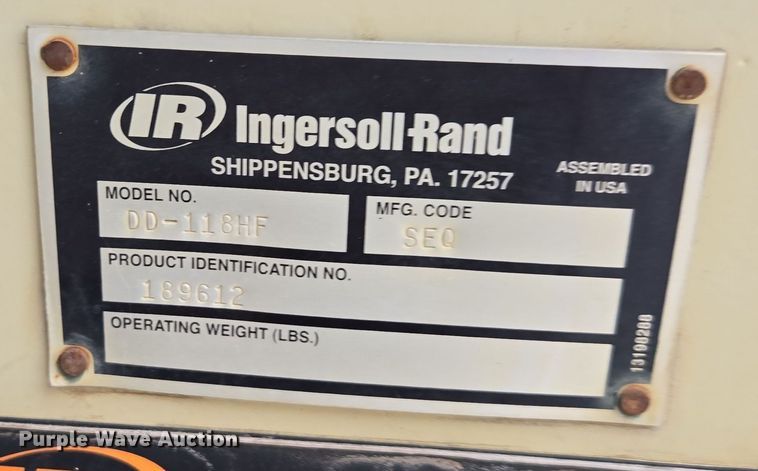 IR Ingersoll-Rand
SHIPPENSBURG, PA. 17257
ASSEMBLED
IN USA
MODEL NO.
DD-118HF
MFG. CODE
SEQ
PRODUCT IDENTIFICATION NO.
189612
OPERATING WEIGHT (LBS.)
13198288
Purple Wave Auction